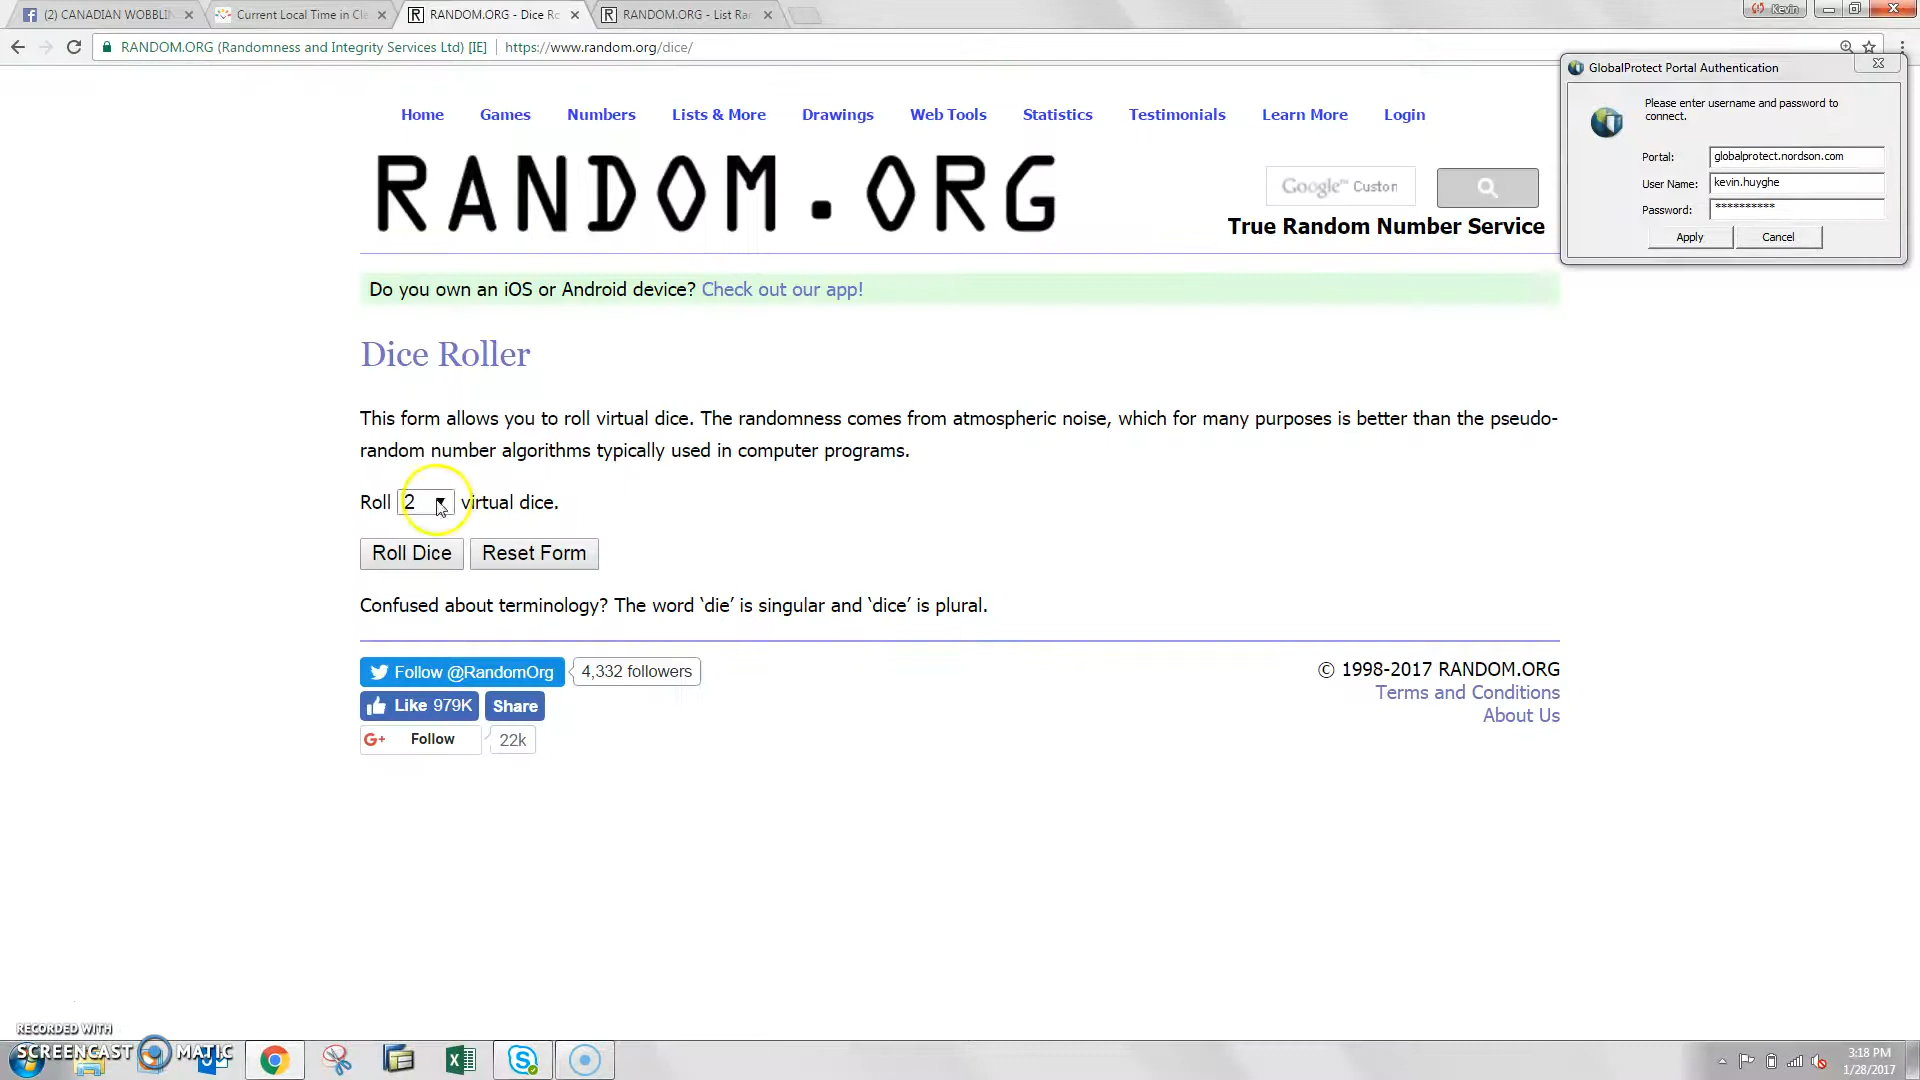 (2) CANADIAN WOBBLIN
Current Local Time in Cle
RANDOM.ORG - Dice Ro
RANDOM.ORG - List Ran
Kevin
RANDOM.ORG (Randomness and Integrity Services Ltd) [IE]
https://www.random.org/dice/
GlobalProtect Portal Authentication
Please enter username and password to
connect.
Portal: globalprotect.nordson.com
User Name: kevin.huyghe
Password: **********
Apply Cancel
Home Games Numbers Lists & More Drawings Web Tools Statistics Testimonials Learn More Login
RANDOM.ORG
Google™ Custom
True Random Number Service
Do you own an iOS or Android device? Check out our app!
Dice Roller
This form allows you to roll virtual dice. The randomness comes from atmospheric noise, which for many purposes is better than the pseudo-
random number algorithms typically used in computer programs.
Roll 2 virtual dice.
Roll Dice Reset Form
Confused about terminology? The word ‘die’ is singular and ‘dice’ is plural.
Follow @RandomOrg 4,332 followers
Like 979K Share
G+ Follow 22k
© 1998-2017 RANDOM.ORG
Terms and Conditions
About Us
RECORDED WITH
SCREENCAST MATIC
3:18 PM
1/28/2017